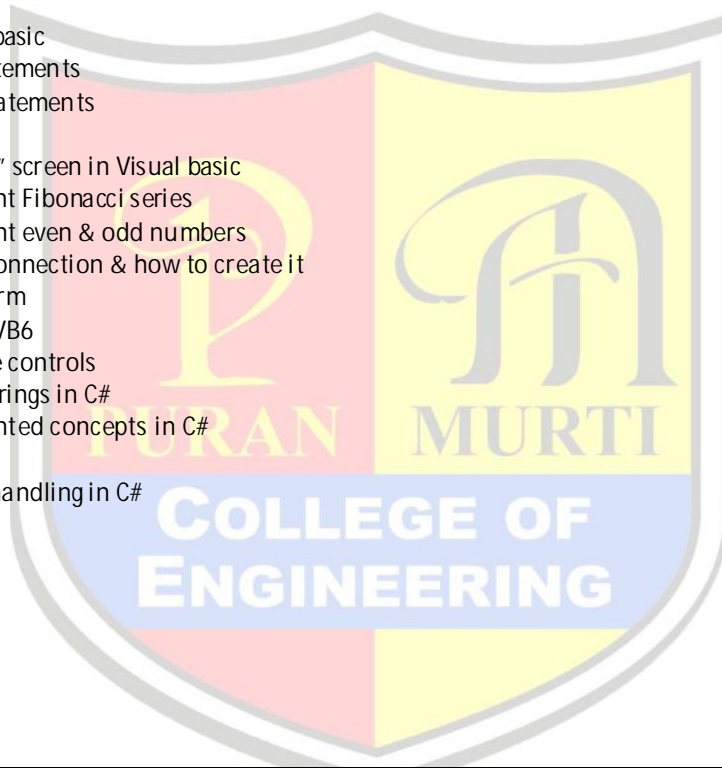 basic
tements
atements
” screen in Visual basic
nt Fibonacci series
nt even & odd numbers
onnection & how to create it
rm
VB6
e controls
rings in C#
nted concepts in C#
handling in C#
PURAN MURTI
COLLEGE OF
ENGINEERING